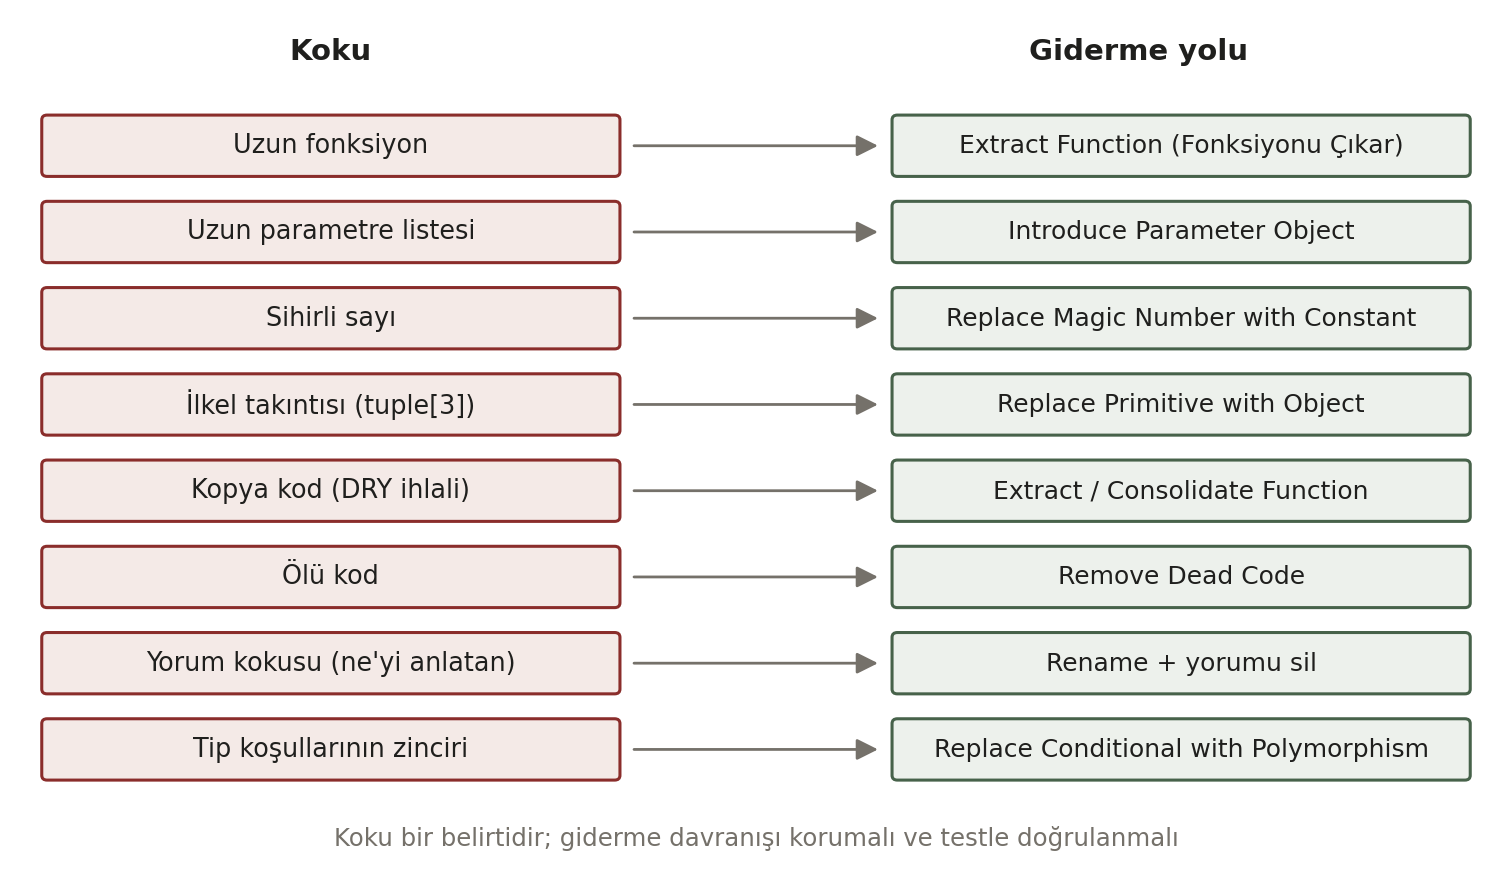 Koku
Giderme yolu
Uzun fonksiyon
Extract Function (Fonksiyonu Çıkar)
Uzun parametre listesi
Introduce Parameter Object
Sihirli sayı
Replace Magic Number with Constant
İlkel takıntısı (tuple[3])
Replace Primitive with Object
Kopya kod (DRY ihlali)
Extract / Consolidate Function
Ölü kod
Remove Dead Code
Yorum kokusu (ne'yi anlatan)
Rename + yorumu sil
Tip koşullarının zinciri
Replace Conditional with Polymorphism
Koku bir belirtidir; giderme davranışı korumalı ve testle doğrulanmalı